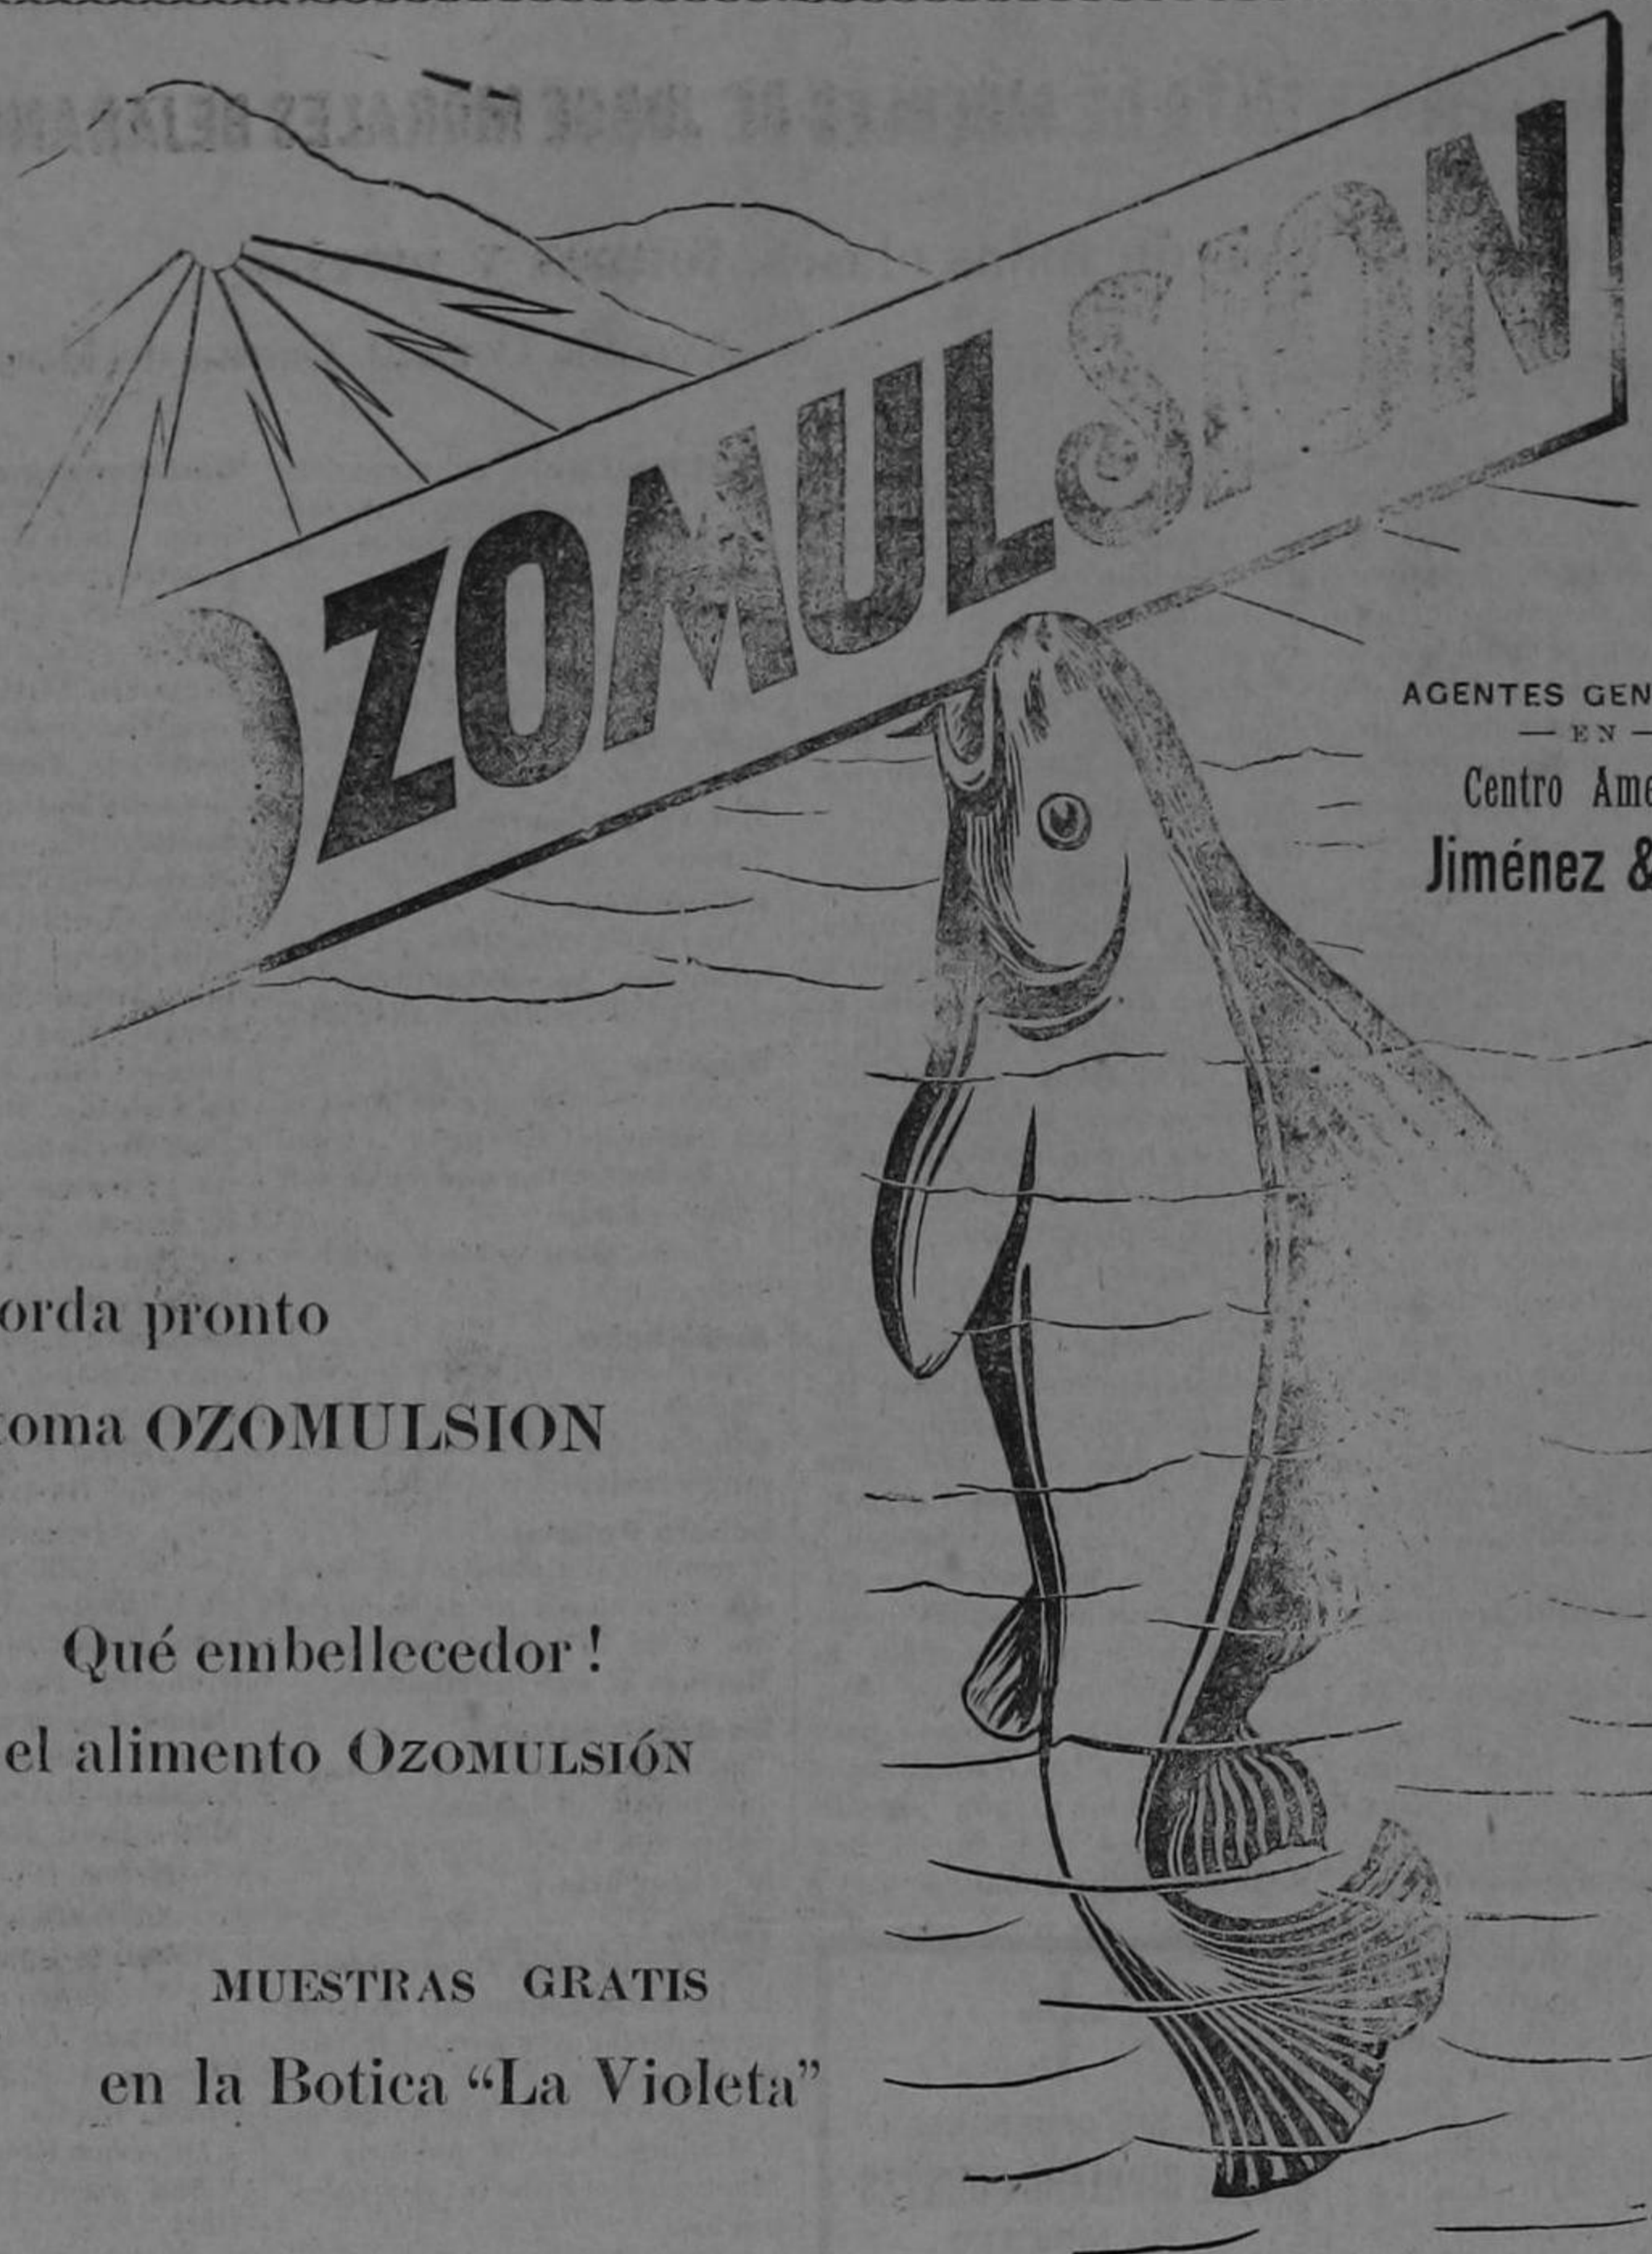 OZOMULSION
AGENTES GEN
— EN —
Centro Ame
Jiménez &
orda pronto
toma OZOMULSION
Qué embellecedor!
el alimento OZOMULSIÓN
MUESTRAS GRATIS
en la Botica “La Violeta”